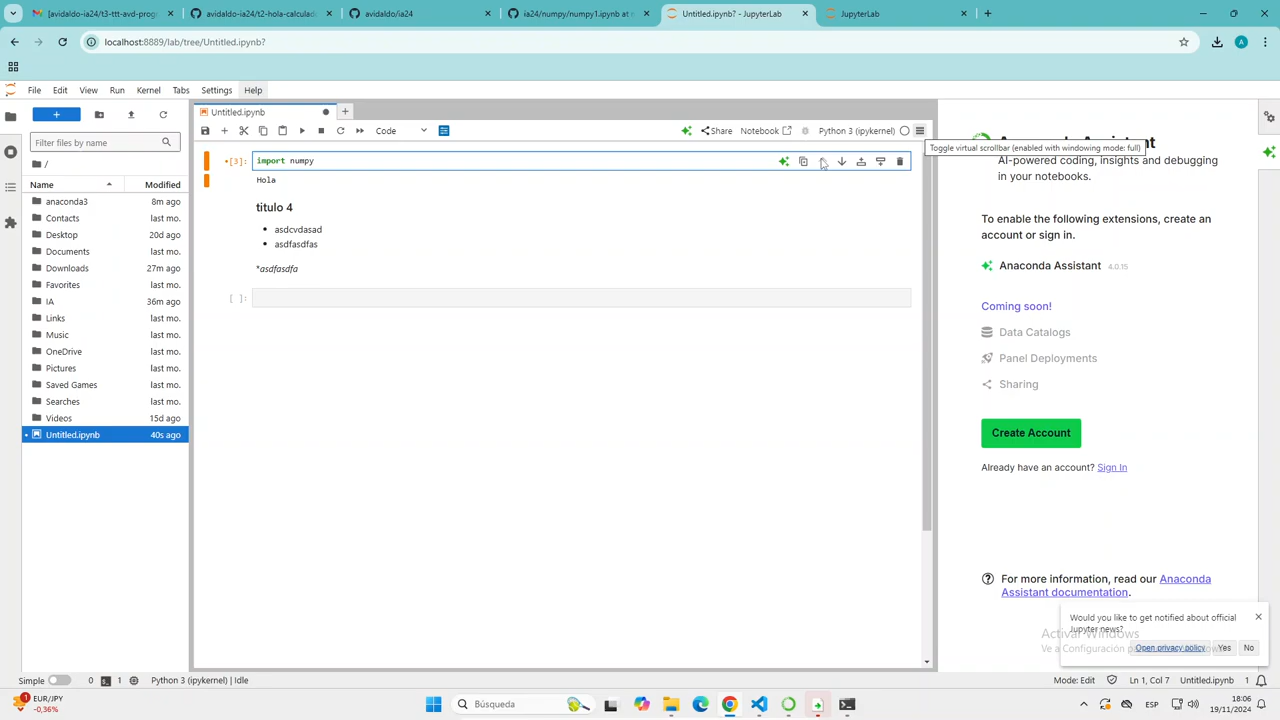 [avidaldo-ia24/t3-ttt-avd-progs
avidaldo-ia24/t2-hola-calculada
avidaldo/ia24
ia24/numpy/numpy1.ipynb at m
Untitled.ipynb? - JupyterLab
JupyterLab
localhost:8889/lab/tree/Untitled.ipynb?
A
File Edit View Run Kernel Tabs Settings Help
Untitled.ipynb
Code
Share
Notebook
Python 3 (ipykernel)
Toggle virtual scrollbar (enabled with windowing mode: full)
Filter files by name
/
Name Modified
anaconda3 8m ago
Contacts last mo.
Desktop 20d ago
Documents last mo.
Downloads 27m ago
Favorites last mo.
IA 36m ago
Links last mo.
Music last mo.
OneDrive last mo.
Pictures last mo.
Saved Games last mo.
Searches last mo.
Videos 15d ago
Untitled.ipynb 40s ago
[3]: import numpy
Hola
titulo 4
• asdcvdasad
• asdfasdfas
*asdfasdfa
[ ]:
AI-powered coding, insights and debugging
in your notebooks.
To enable the following extensions, create an
account or sign in.
Anaconda Assistant 4.0.15
Coming soon!
Data Catalogs
Panel Deployments
Sharing
Create Account
Already have an account? Sign In
For more information, read our Anaconda
Assistant documentation.
Would you like to get notified about official
Jupyter news?
Open privacy policy Yes No
Activar Windows
Ve a Configuración
Simple 0 1 Python 3 (ipykernel) | Idle
Mode: Edit Ln 1, Col 7 Untitled.ipynb 1
1
EUR/JPY
-0,36%
Búsqueda
ESP
18:06
19/11/2024